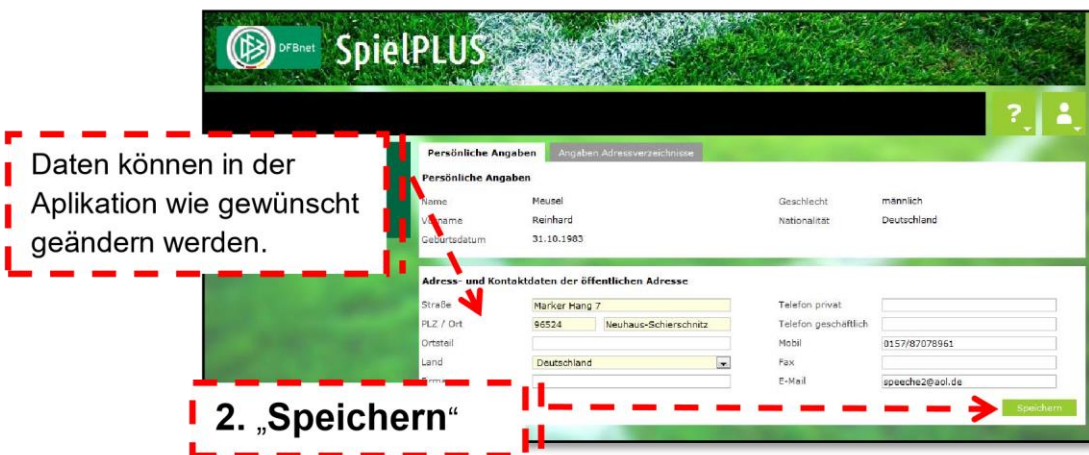 DFBnet SpielPLUS
?
Daten können in der
Aplikation wie gewünscht
geändern werden.
Persönliche Angaben Angaben Adressverzeichnisse
Persönliche Angaben
Name Meusel Geschlecht männlich
Reinhard Nationalität Deutschland
Geburtsdatum 31.10.1983
Adress- und Kontaktdaten der öffentlichen Adresse
Straße Marker Hang 7 Telefon privat
PLZ / Ort 96524 Neuhaus-Schierschnitz Telefon geschäftlich
Ortsteil Mobil 0157/87078961
Land Deutschland Fax
E-Mail speeche2@aol.de
2. „Speichern“
Speichern